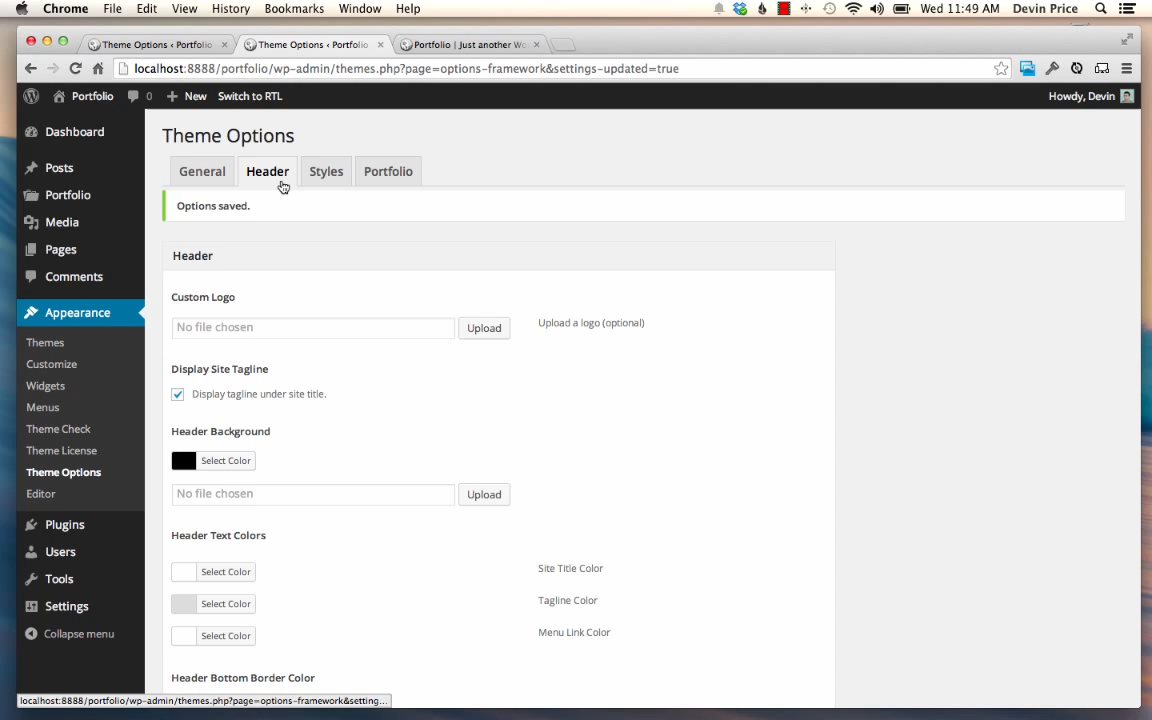 Chrome File Edit View History Bookmarks Window Help Wed 11:49 AM Devin Price
Theme Options ‹ Portfolio × Theme Options ‹ Portfolio × Portfolio | Just another Wo ×
localhost:8888/portfolio/wp-admin/themes.php?page=options-framework&settings-updated=true
Portfolio 0 + New Switch to RTL Howdy, Devin
Dashboard
Posts
Portfolio
Media
Pages
Comments
Appearance
Themes
Customize
Widgets
Menus
Theme Check
Theme License
Theme Options
Editor
Plugins
Users
Tools
Settings
Collapse menu
Theme Options
General Header Styles Portfolio
Options saved.
Header
Custom Logo
No file chosen Upload Upload a logo (optional)
Display Site Tagline
Display tagline under site title.
Header Background
Select Color
No file chosen Upload
Header Text Colors
Select Color Site Title Color
Select Color Tagline Color
Select Color Menu Link Color
Header Bottom Border Color
localhost:8888/portfolio/wp-admin/themes.php?page=options-framework&setting...